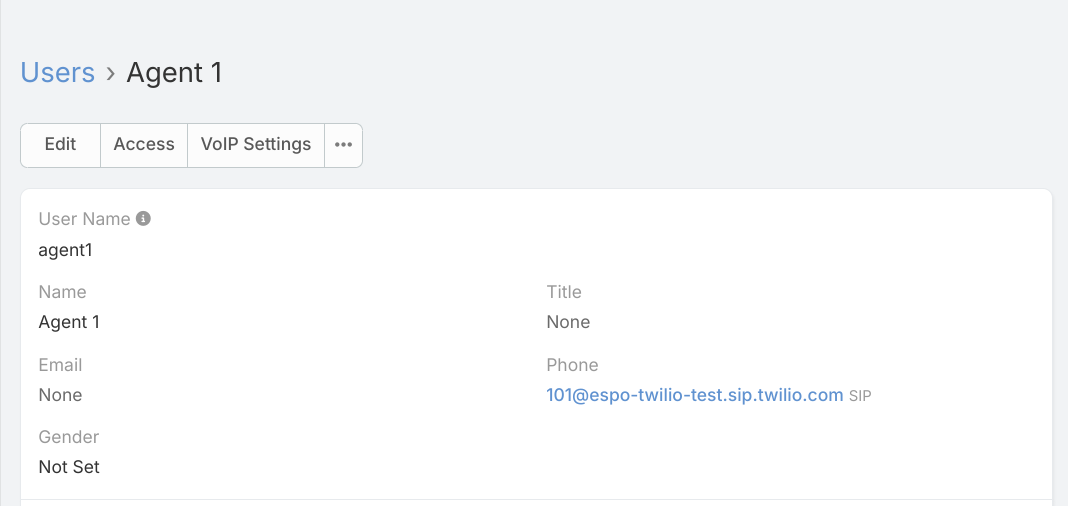 Users › Agent 1
Edit Access VoIP Settings •••
User Name
agent1
Name Title
Agent 1 None
Email Phone
None 101@espo-twilio-test.sip.twilio.com SIP
Gender
Not Set